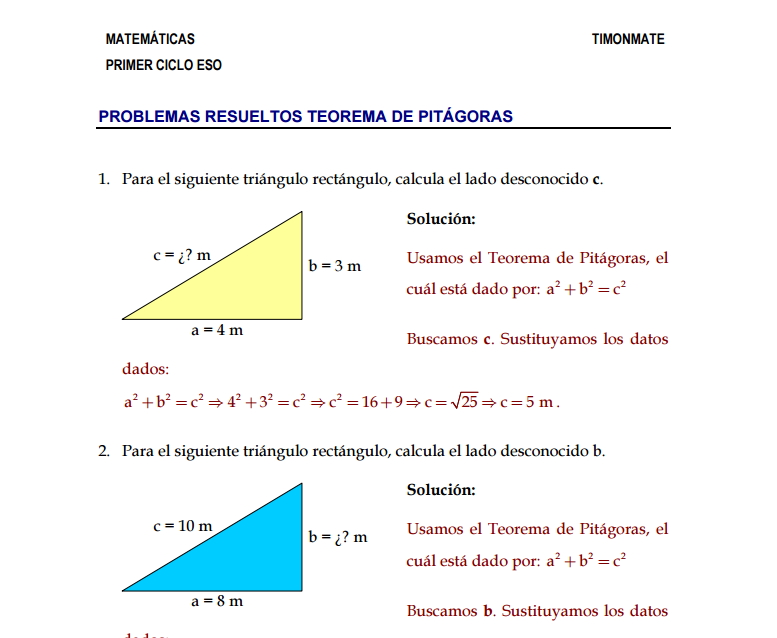 MATEMÁTICAS TIMONMATE
PRIMER CICLO ESO
PROBLEMAS RESUELTOS TEOREMA DE PITÁGORAS
1. Para el siguiente triángulo rectángulo, calcula el lado desconocido c.
c = ¿? m
b = 3 m
a = 4 m
Solución:
Usamos el Teorema de Pitágoras, el
cuál está dado por: a² + b² = c²
Buscamos c. Sustituyamos los datos
dados:
a² + b² = c² ⇒ 4² + 3² = c² ⇒ c² = 16 + 9 ⇒ c = √25 ⇒ c = 5 m.
2. Para el siguiente triángulo rectángulo, calcula el lado desconocido b.
c = 10 m
b = ¿? m
a = 8 m
Solución:
Usamos el Teorema de Pitágoras, el
cuál está dado por: a² + b² = c²
Buscamos b. Sustituyamos los datos